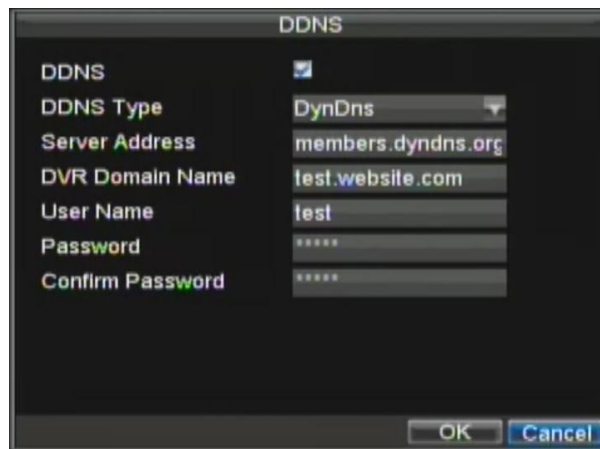 DDNS
DDNS
DDNS Type DynDns
Server Address members.dyndns.org
DVR Domain Name test.website.com
User Name test
Password *****
Confirm Password *****
OK Cancel